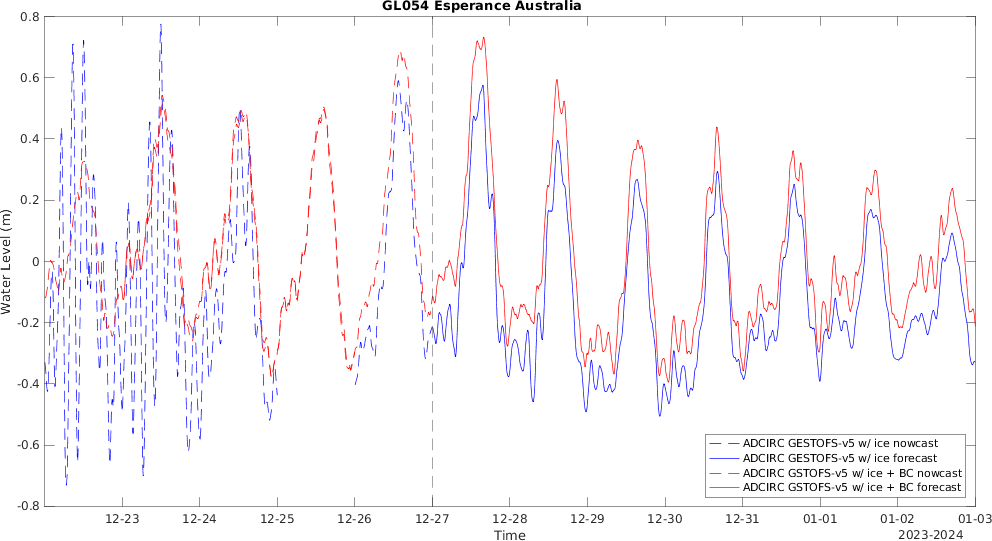 GL054 Esperance Australia
Water Level (m)
0.8
0.6
0.4
0.2
0
-0.2
-0.4
-0.6
-0.8
ADCIRC GESTOFS-v5 w/ ice nowcast
ADCIRC GESTOFS-v5 w/ ice forecast
ADCIRC GSTOFS-v5 w/ ice + BC nowcast
ADCIRC GSTOFS-v5 w/ ice + BC forecast
12-23 12-24 12-25 12-26 12-27 12-28 12-29 12-30 12-31 01-01 01-02 01-03
Time
2023-2024